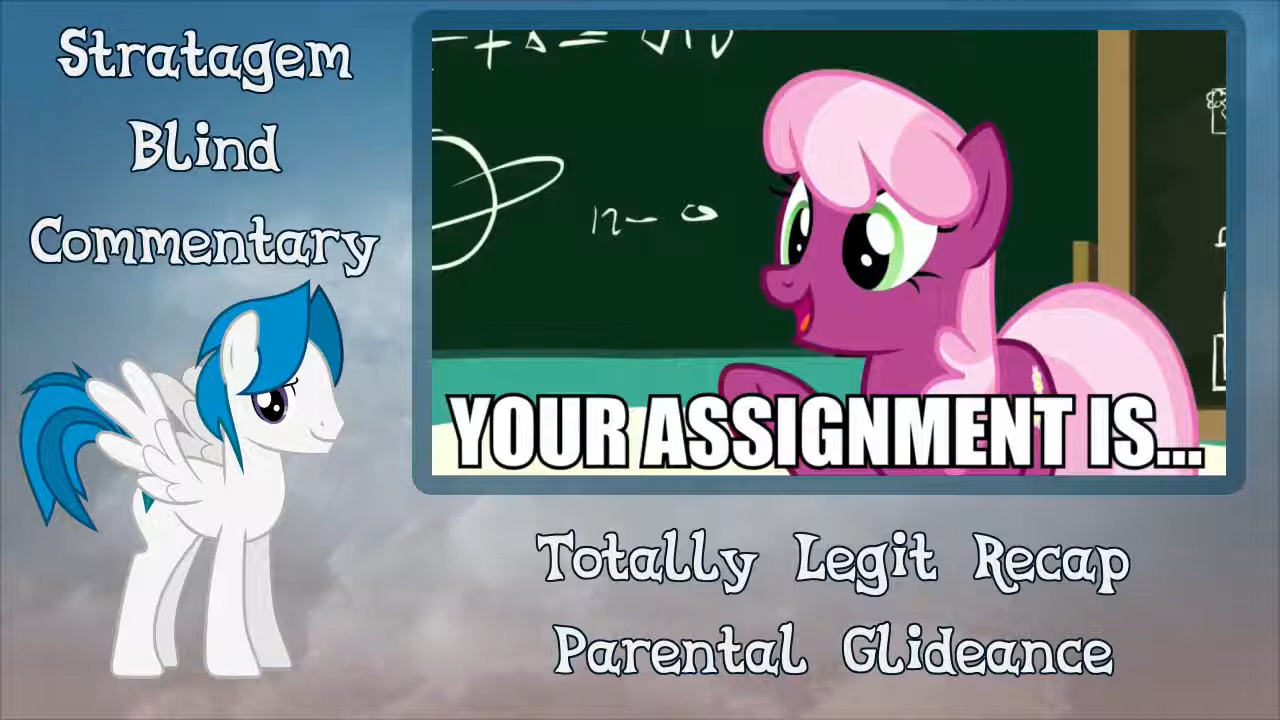 Stratagem
Blind
Commentary
YOUR ASSIGNMENT IS...
Totally Legit Recap
Parental Glideance